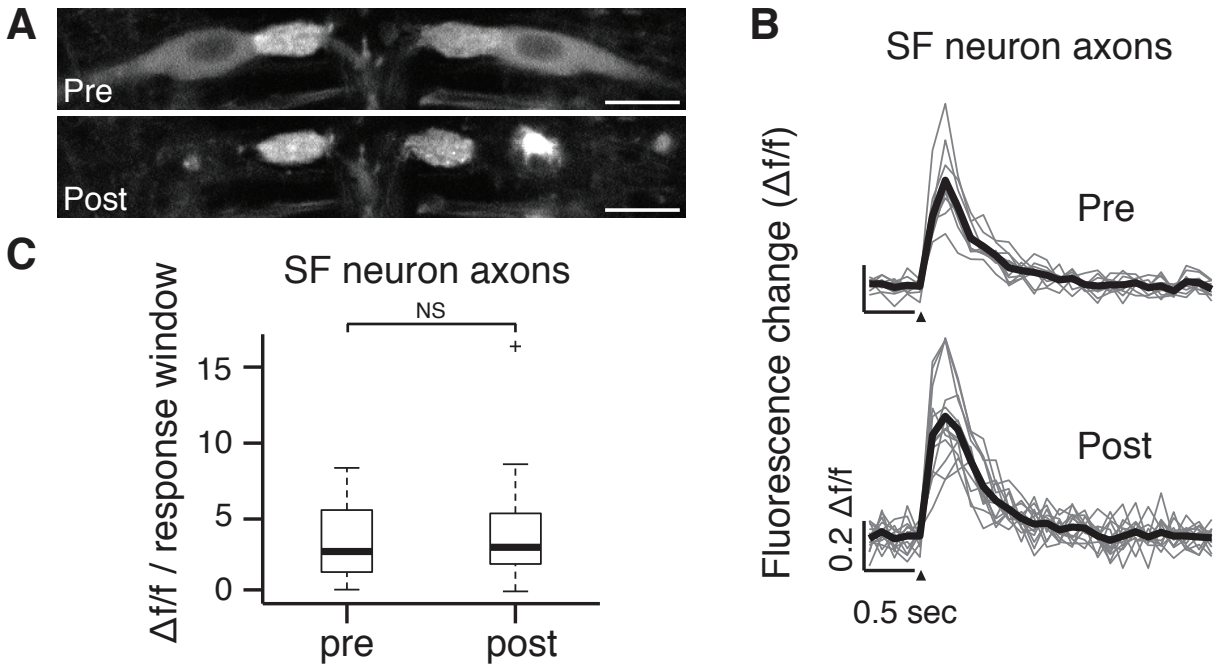 A
Pre
Post
B
SF neuron axons
Fluorescence change (Δf/f)
Pre
Post
0.2 Δf/f
0.5 sec
C
SF neuron axons
NS
+
Δf/f / response window
15
10
5
0
pre
post